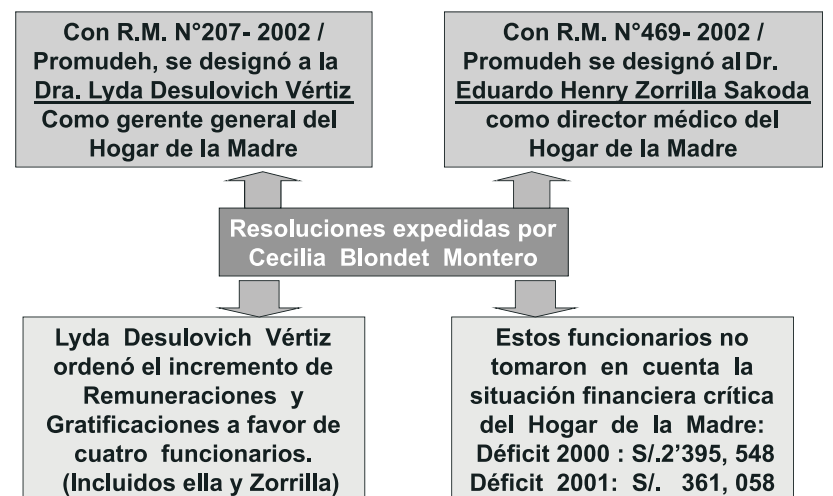 Con R.M. N°207- 2002 /
Promudeh, se designó a la
Dra. Lyda Desulovich Vértiz
Como gerente general del
Hogar de la Madre
Con R.M. N°469- 2002 /
Promudeh se designó al Dr.
Eduardo Henry Zorrilla Sakoda
como director médico del
Hogar de la Madre
Resoluciones expedidas por
Cecilia Blondet Montero
Lyda Desulovich Vértiz
ordenó el incremento de
Remuneraciones y
Gratificaciones a favor de
cuatro funcionarios.
(Incluidos ella y Zorrilla)
Estos funcionarios no
tomaron en cuenta la
situación financiera crítica
del Hogar de la Madre:
Déficit 2000 : S/.2'395, 548
Déficit 2001: S/. 361, 058